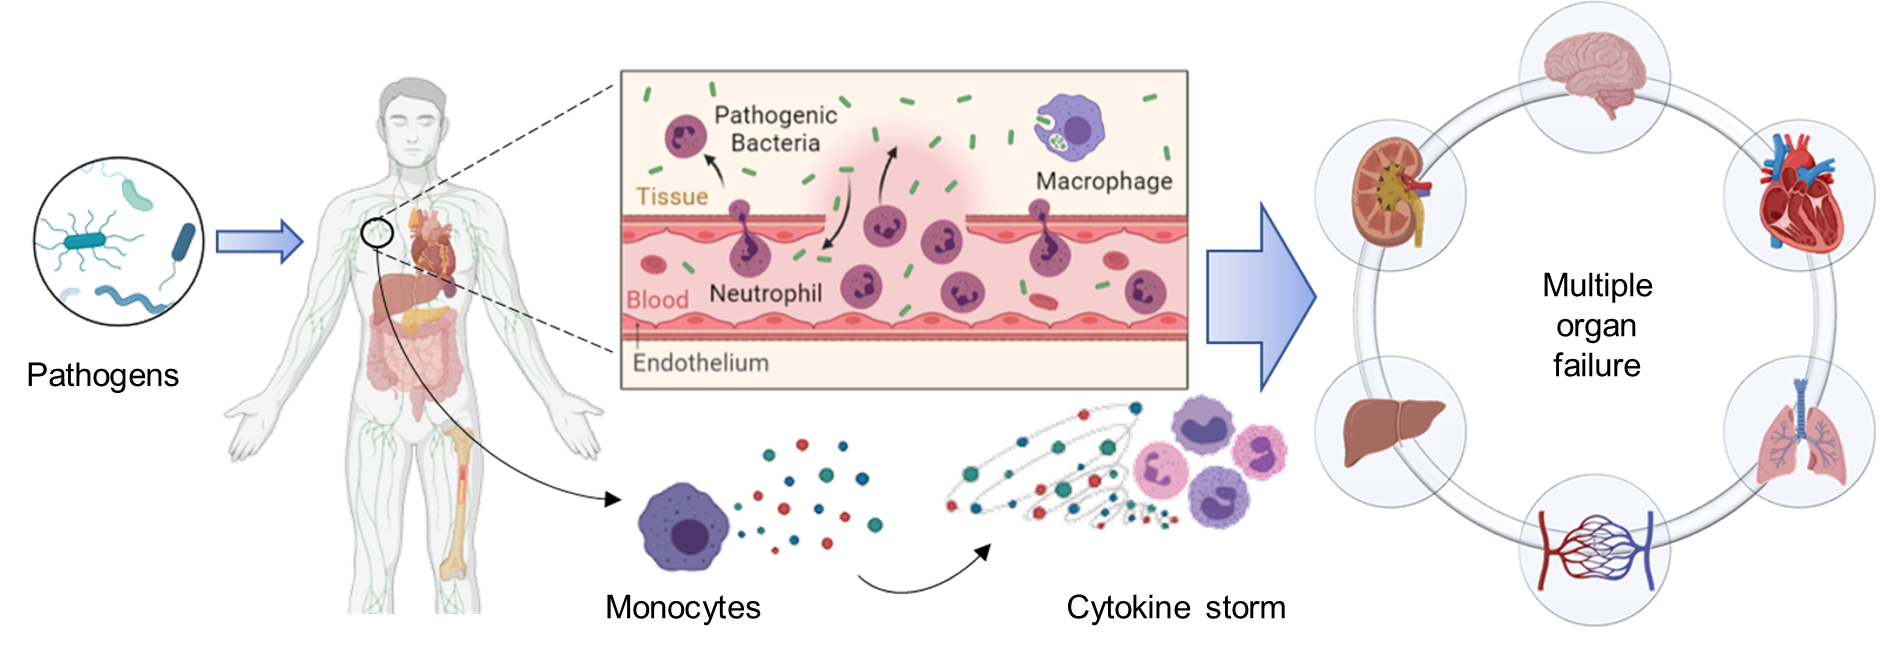 Pathogens
Pathogenic
Bacteria
Tissue
Macrophage
Blood
Neutrophil
Endothelium
Monocytes
Cytokine storm
Multiple
organ
failure